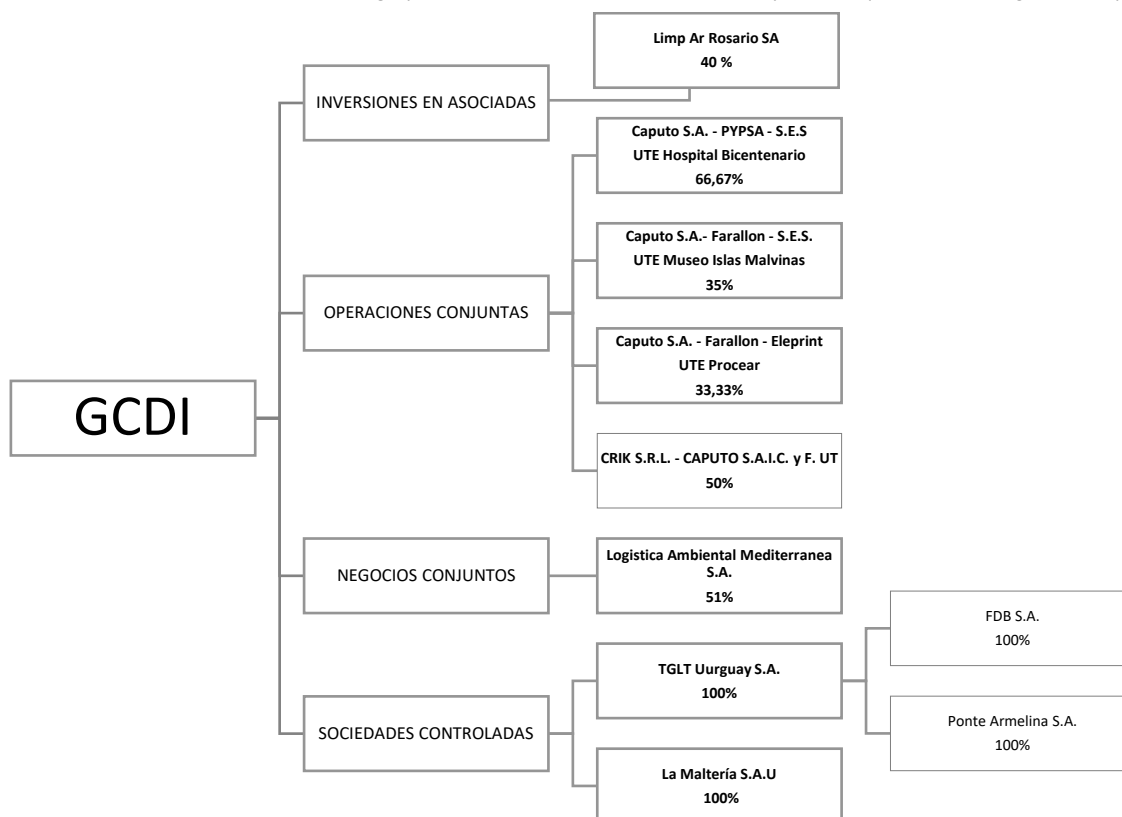 GCDI
INVERSIONES EN ASOCIADAS
Limp Ar Rosario SA
40 %
OPERACIONES CONJUNTAS
Caputo S.A. - PYPSA - S.E.S
UTE Hospital Bicentenario
66,67%
Caputo S.A.- Farallon - S.E.S.
UTE Museo Islas Malvinas
35%
Caputo S.A. - Farallon - Eleprint
UTE Procear
33,33%
CRIK S.R.L. - CAPUTO S.A.I.C. y F. UT
50%
NEGOCIOS CONJUNTOS
Logistica Ambiental Mediterranea
S.A.
51%
SOCIEDADES CONTROLADAS
TGLT Uurguay S.A.
100%
FDB S.A.
100%
Ponte Armelina S.A.
100%
La Maltería S.A.U
100%